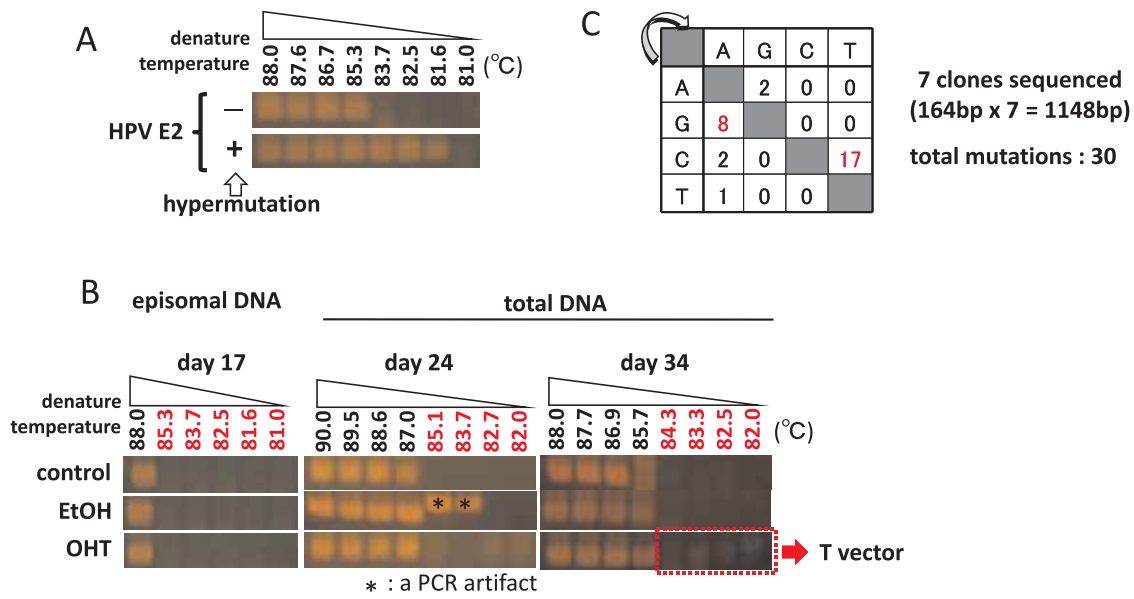 A
denature
temperature
88.0 87.6 86.7 85.3 83.7 82.5 81.6 81.0 (℃)
HPV E2
−
+
hypermutation
C
A G C T
A 2 0 0
G 8 0 0
C 2 0 17
T 1 0 0
7 clones sequenced
(164bp x 7 = 1148bp)
total mutations : 30
B
episomal DNA
total DNA
day 17
day 24
day 34
denature
temperature
88.0 85.3 83.7 82.5 81.6 81.0
90.0 89.5 88.6 87.0 85.1 83.7 82.7 82.0
88.0 87.7 86.9 85.7 84.3 83.3 82.5 82.0 (℃)
control
EtOH
* *
OHT
T vector
* : a PCR artifact